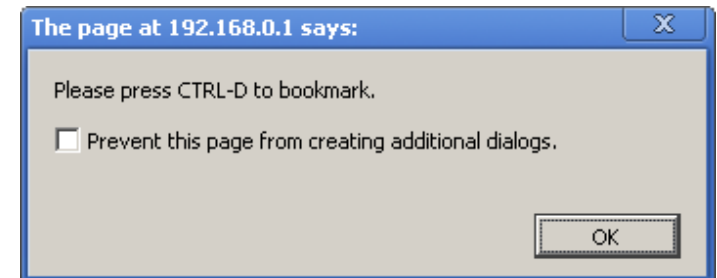 The page at 192.168.0.1 says:
Please press CTRL-D to bookmark.
Prevent this page from creating additional dialogs.
OK